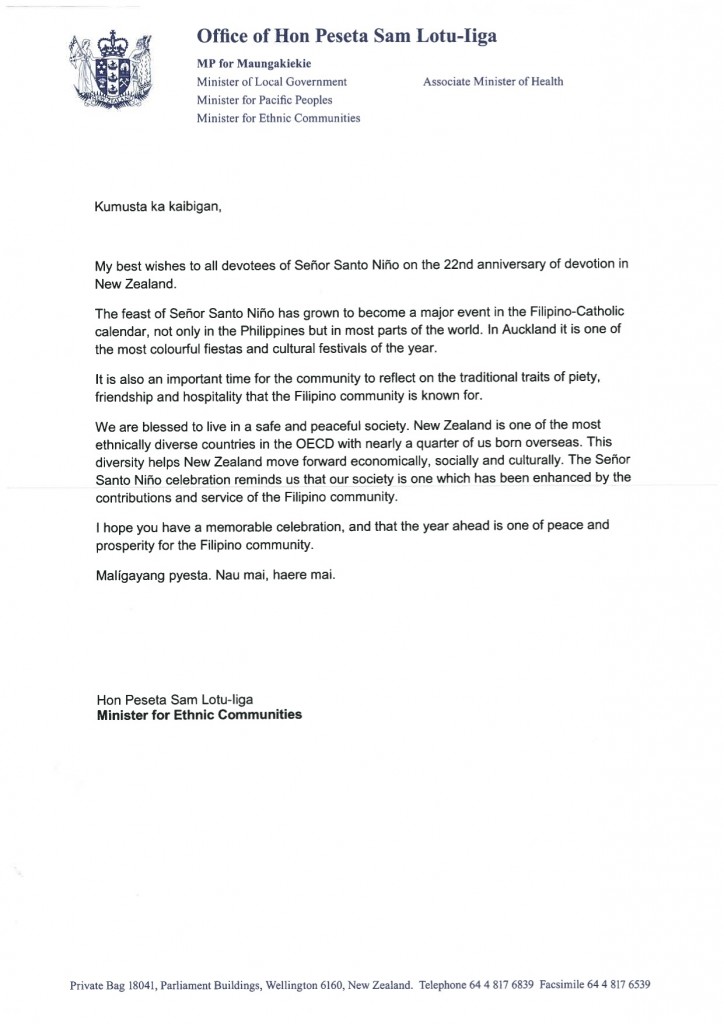 Office of Hon Peseta Sam Lotu-Iiga
MP for Maungakiekie
Minister of Local Government
Associate Minister of Health
Minister for Pacific Peoples
Minister for Ethnic Communities
Kumusta ka kaibigan,
My best wishes to all devotees of Señor Santo Niño on the 22nd anniversary of devotion in
New Zealand.
The feast of Señor Santo Niño has grown to become a major event in the Filipino-Catholic
calendar, not only in the Philippines but in most parts of the world. In Auckland it is one of
the most colourful fiestas and cultural festivals of the year.
It is also an important time for the community to reflect on the traditional traits of piety,
friendship and hospitality that the Filipino community is known for.
We are blessed to live in a safe and peaceful society. New Zealand is one of the most
ethnically diverse countries in the OECD with nearly a quarter of us born overseas. This
diversity helps New Zealand move forward economically, socially and culturally. The Señor
Santo Niño celebration reminds us that our society is one which has been enhanced by the
contributions and service of the Filipino community.
I hope you have a memorable celebration, and that the year ahead is one of peace and
prosperity for the Filipino community.
Malígayang pyesta. Nau mai, haere mai.
Hon Peseta Sam Lotu-Iiga
Minister for Ethnic Communities
Private Bag 18041, Parliament Buildings, Wellington 6160, New Zealand. Telephone 64 4 817 6839 Facsimile 64 4 817 6539